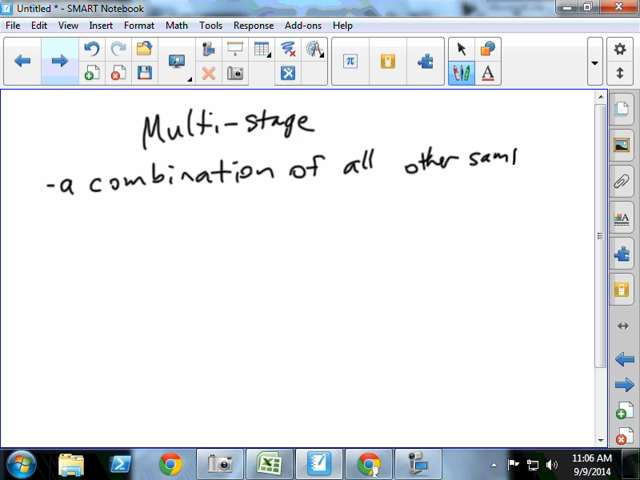 Untitled * - SMART Notebook
File Edit View Insert Format Math Tools Response Add-ons Help
Multi-stage
-a combination of all other samp
11:06 AM
9/9/2014